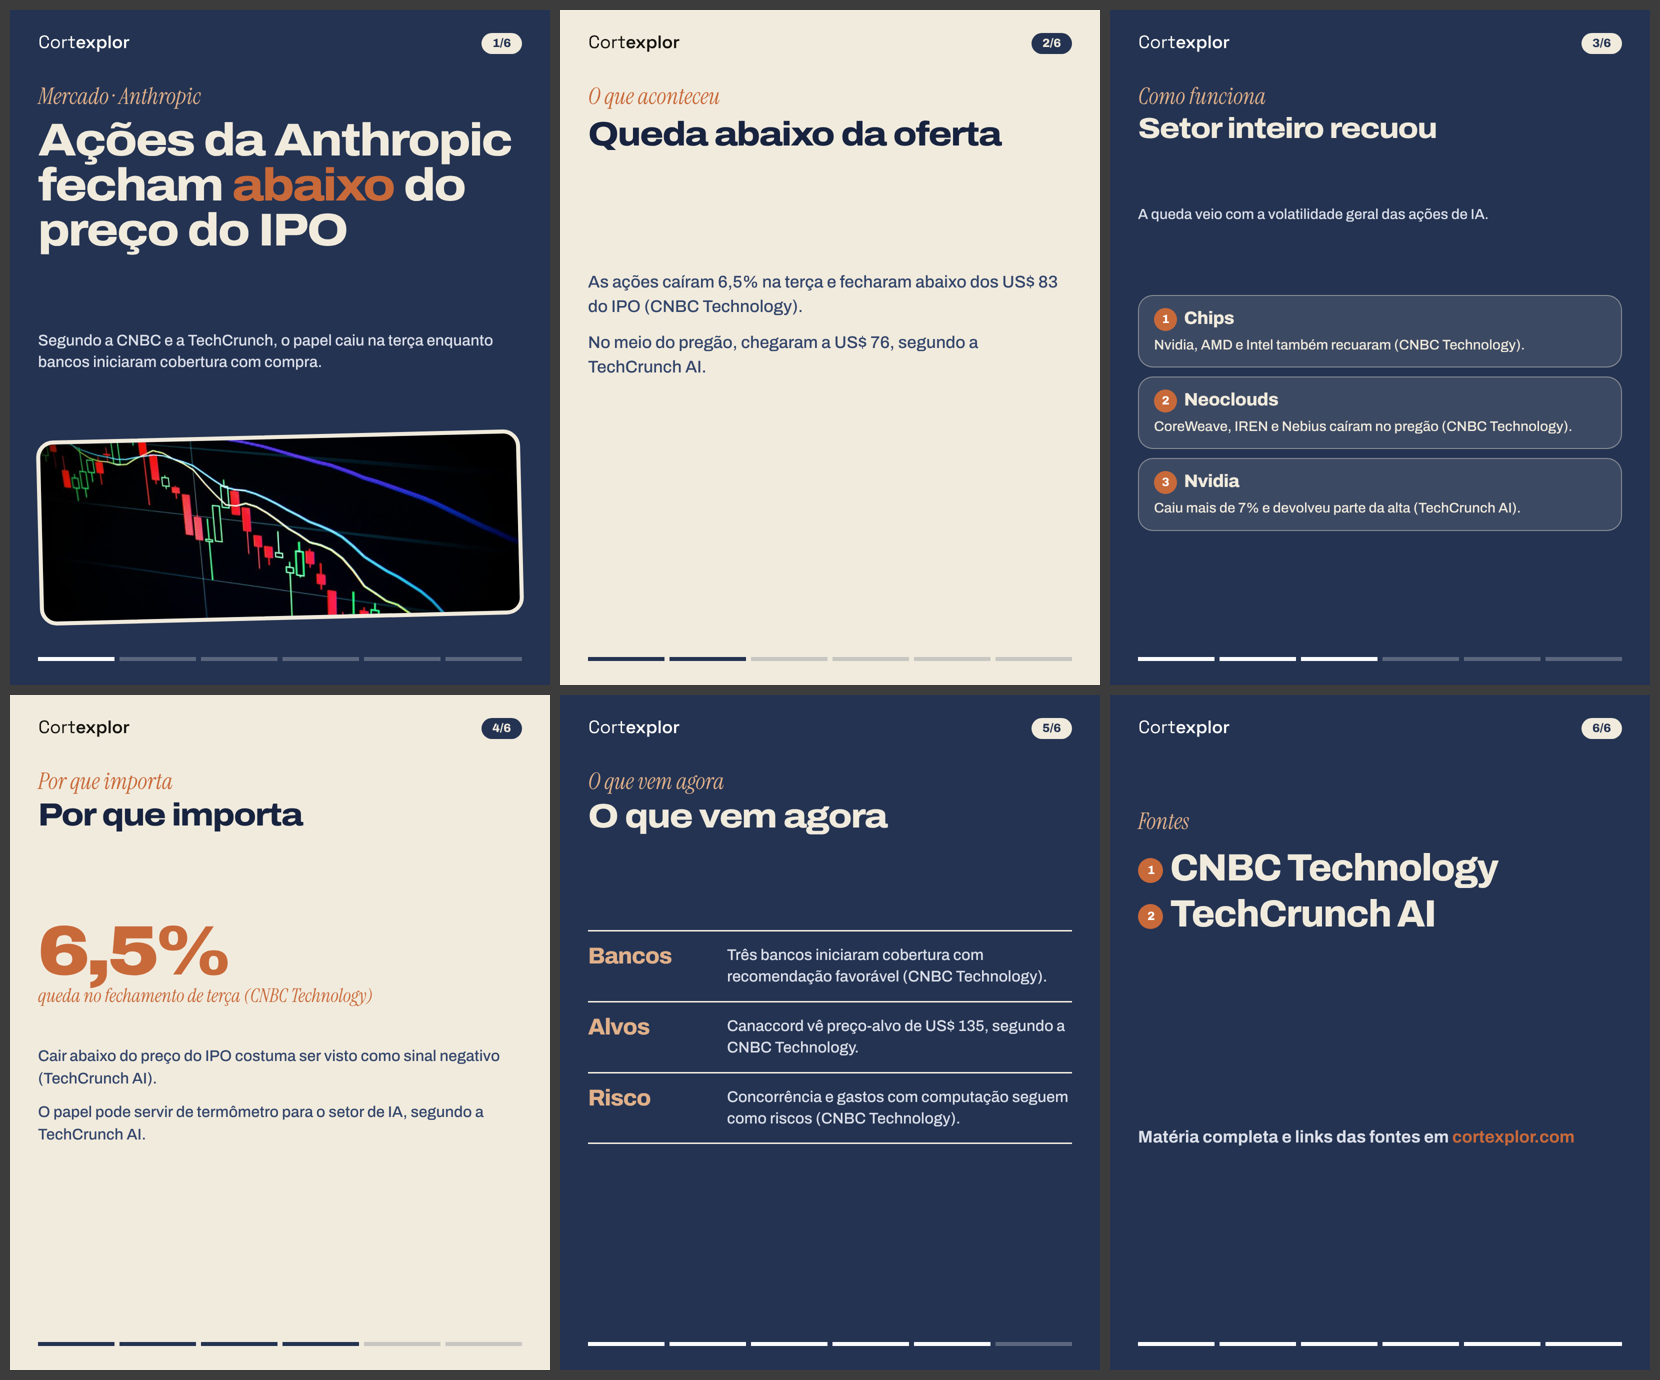 Cortexplor
1/6
Mercado · Anthropic
Ações da Anthropic
fecham abaixo do
preço do IPO
Segundo a CNBC e a TechCrunch, o papel caiu na terça enquanto
bancos iniciaram cobertura com compra.
Cortexplor
2/6
O que aconteceu
Queda abaixo da oferta
As ações caíram 6,5% na terça e fecharam abaixo dos US$ 83
do IPO (CNBC Technology).
No meio do pregão, chegaram a US$ 76, segundo a
TechCrunch AI.
Cortexplor
3/6
Como funciona
Setor inteiro recuou
A queda veio com a volatilidade geral das ações de IA.
1 Chips
Nvidia, AMD e Intel também recuaram (CNBC Technology).
2 Neoclouds
CoreWeave, IREN e Nebius caíram no pregão (CNBC Technology).
3 Nvidia
Caiu mais de 7% e devolveu parte da alta (TechCrunch AI).
Cortexplor
4/6
Por que importa
Por que importa
6,5%
queda no fechamento de terça (CNBC Technology)
Cair abaixo do preço do IPO costuma ser visto como sinal negativo
(TechCrunch AI).
O papel pode servir de termômetro para o setor de IA, segundo a
TechCrunch AI.
Cortexplor
5/6
O que vem agora
O que vem agora
Bancos
Três bancos iniciaram cobertura com
recomendação favorável (CNBC Technology).
Alvos
Canaccord vê preço-alvo de US$ 135, segundo a
CNBC Technology.
Risco
Concorrência e gastos com computação seguem
como riscos (CNBC Technology).
Cortexplor
6/6
Fontes
1 CNBC Technology
2 TechCrunch AI
Matéria completa e links das fontes em cortexplor.com